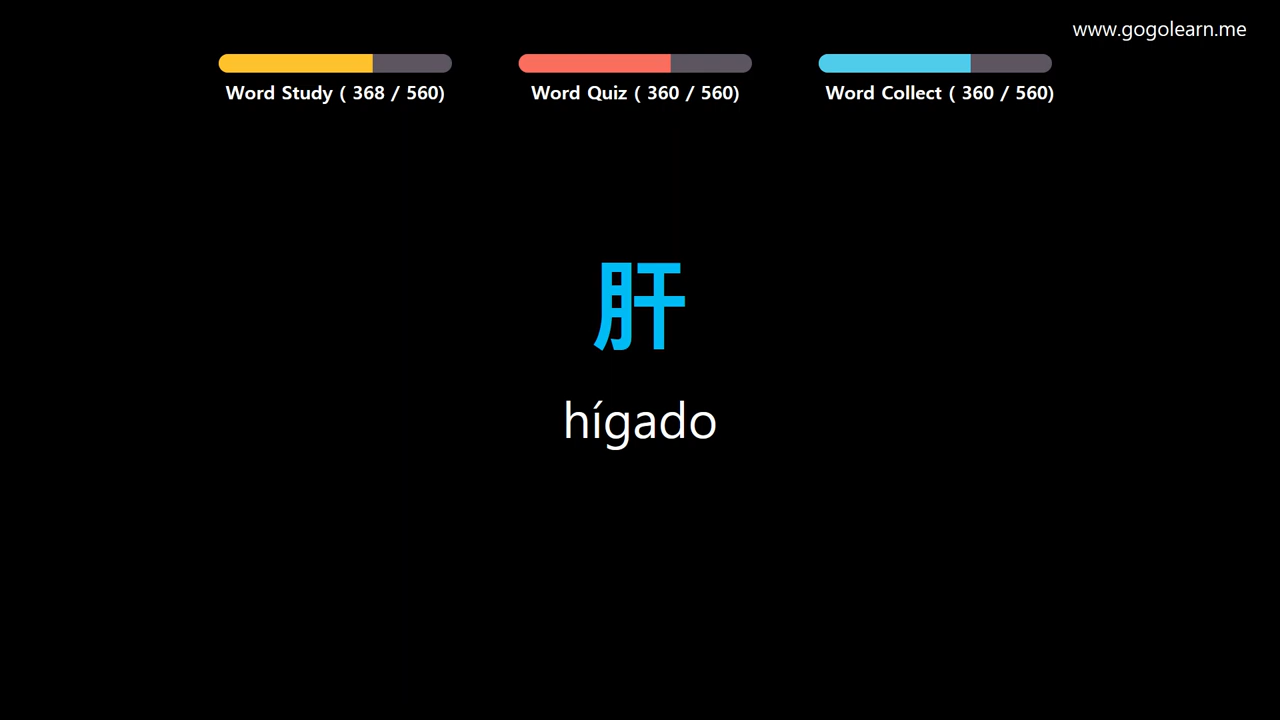 www.gogolearn.me
Word Study ( 368 / 560)
Word Quiz ( 360 / 560)
Word Collect ( 360 / 560)
肝
hígado